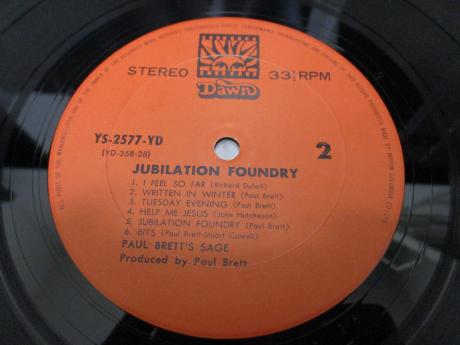 STEREO
33⅓ RPM
Dawn
YS-2577-YD
(YD-358-28)
2
JUBILATION FOUNDRY
1. I FEEL SO FAR (Richard Dufall)
2. WRITTEN IN WINTER (Paul Brett)
3. TUESDAY EVENING (Paul Brett)
4. HELP ME JESUS (John Hutcheson)
5. JUBILATION FOUNDRY (Paul Brett)
6. BITS (Paul Brett-Stuart Cowell)
PAUL BRETT'S SAGE
Produced by Paul Brett